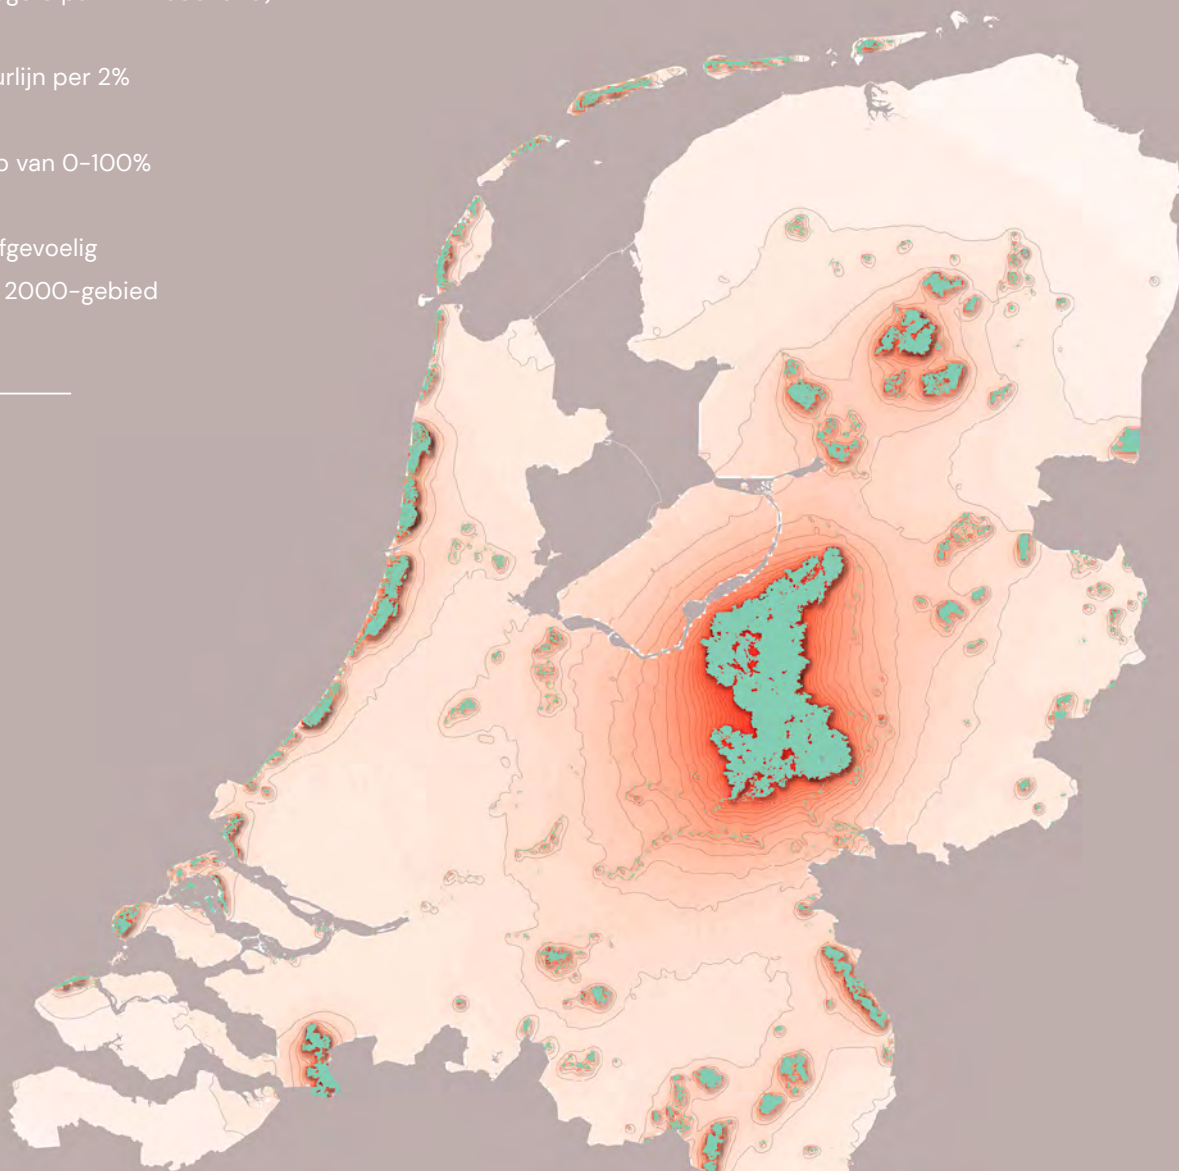 urlijn per 2%
van 0-100%
fgevoelig
2000-gebied